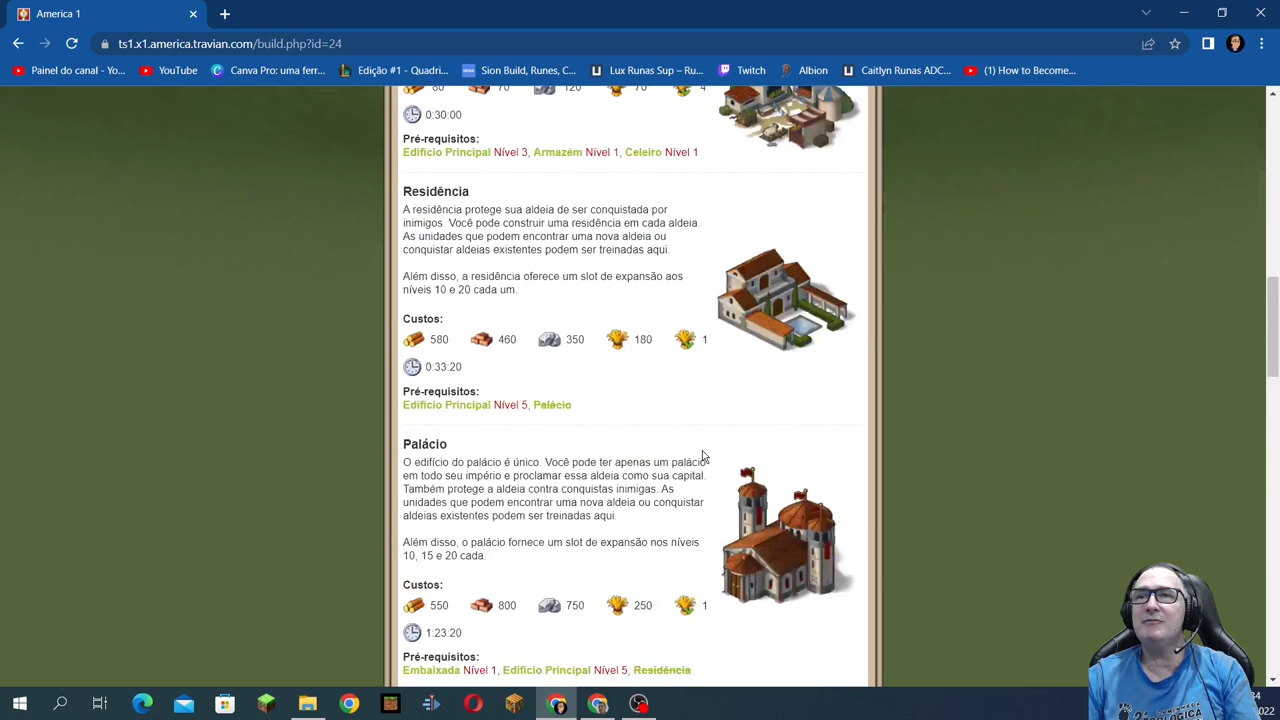 America 1
ts1.x1.america.travian.com/build.php?id=24
Painel do canal - Yo...
YouTube
Canva Pro: uma ferr...
Edição #1 - Quadri...
Sion Build, Runes, C...
Lux Runas Sup – Ru...
Twitch
Albion
Caitlyn Runas ADC...
(1) How to Become...
80 70 120 70 4
0:30:00
Pré-requisitos:
Edifício Principal Nível 3, Armazém Nível 1, Celeiro Nível 1
Residência
A residência protege sua aldeia de ser conquistada por
inimigos. Você pode construir uma residência em cada aldeia.
As unidades que podem encontrar uma nova aldeia ou
conquistar aldeias existentes podem ser treinadas aqui.
Além disso, a residência oferece um slot de expansão aos
níveis 10 e 20 cada um.
Custos:
580 460 350 180 1
0:33:20
Pré-requisitos:
Edifício Principal Nível 5, Palácio
Palácio
O edifício do palácio é único. Você pode ter apenas um palácio
em todo seu império e proclamar essa aldeia como sua capital.
Também protege a aldeia contra conquistas inimigas. As
unidades que podem encontrar uma nova aldeia ou conquistar
aldeias existentes podem ser treinadas aqui.
Além disso, o palácio fornece um slot de expansão nos níveis
10, 15 e 20 cada.
Custos:
550 800 750 250 1
1:23:20
Pré-requisitos:
Embaixada Nível 1, Edifício Principal Nível 5, Residência